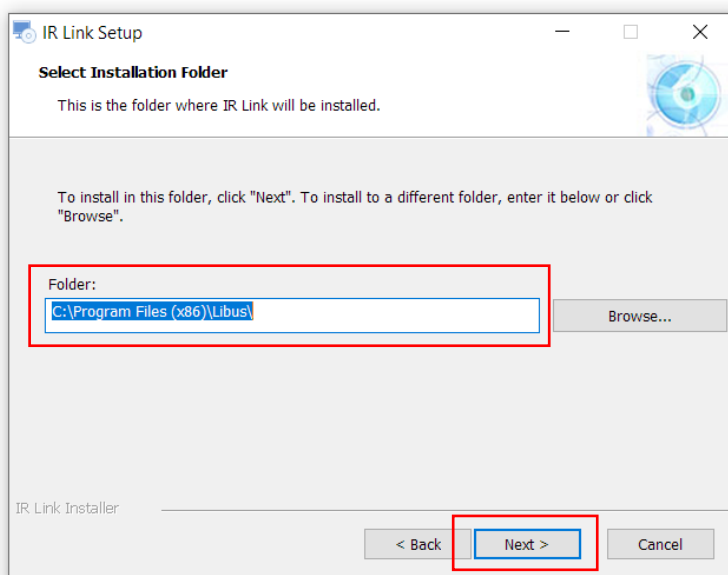 IR Link Setup
Select Installation Folder
This is the folder where IR Link will be installed.
To install in this folder, click "Next". To install to a different folder, enter it below or click
"Browse".
Folder:
C:\Program Files (x86)\Libus\
Browse...
IR Link Installer
< Back
Next >
Cancel